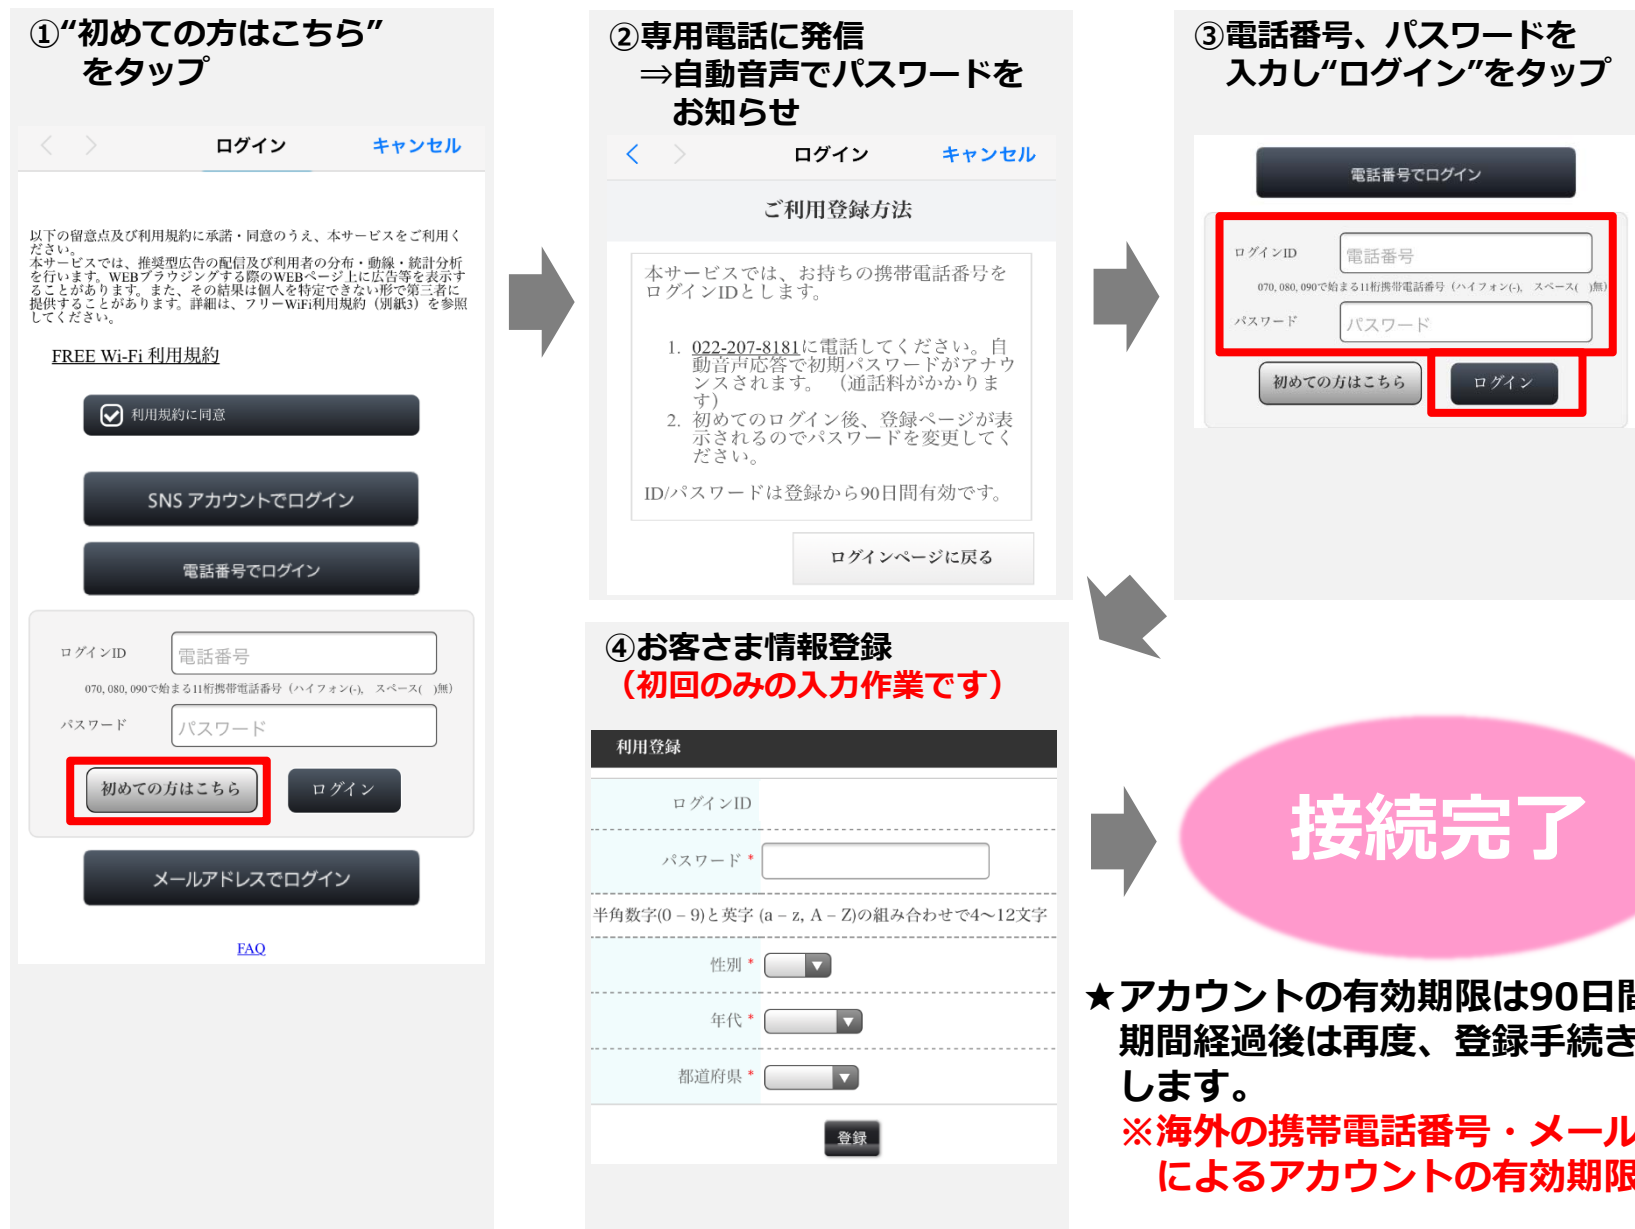 ①“初めての方はこちら”
をタップ
ログイン
キャンセル
以下の留意点及び利用規約に承諾・同意のうえ、本サービスをご利用く
ださい。
本サービスでは、推奨型広告の配信及び利用者の分布・動線・統計分析
を行います。WEBブラウジングする際のWEBページ上に広告等を表示す
ることがあります。また、その結果は個人を特定できない形で第三者に
提供することがあります。詳細は、フリーWiFi利用規約（別紙3）を参照
してください。
FREE Wi-Fi 利用規約
利用規約に同意
SNS アカウントでログイン
電話番号でログイン
ログインID
電話番号
070, 080, 090で始まる11桁携帯電話番号（ハイフォン(-),　スペース(　)無）
パスワード
パスワード
初めての方はこちら
ログイン
メールアドレスでログイン
FAQ
②専用電話に発信
⇒自動音声でパスワードを
お知らせ
ログイン
キャンセル
ご利用登録方法
本サービスでは、お持ちの携帯電話番号を
ログインIDとします。
1. 022-207-8181に電話してください。自
動音声応答で初期パスワードがアナウ
ンスされます。（通話料がかかりま
す）
2. 初めてのログイン後、登録ページが表
示されるのでパスワードを変更してく
ださい。
ID/パスワードは登録から90日間有効です。
ログインページに戻る
③電話番号、パスワードを
入力し“ログイン”をタップ
電話番号でログイン
ログインID
電話番号
070, 080, 090で始まる11桁携帯電話番号（ハイフォン(-),　スペース(　)無）
パスワード
パスワード
初めての方はこちら
ログイン
④お客さま情報登録
（初回のみの入力作業です）
利用登録
ログインID
パスワード *
半角数字(0 – 9)と英字 (a – z, A – Z)の組み合わせで4〜12文字
性別 *
年代 *
都道府県 *
登録
接続完了
★アカウントの有効期限は90日間
期間経過後は再度、登録手続き
します。
※海外の携帯電話番号・メール
によるアカウントの有効期限